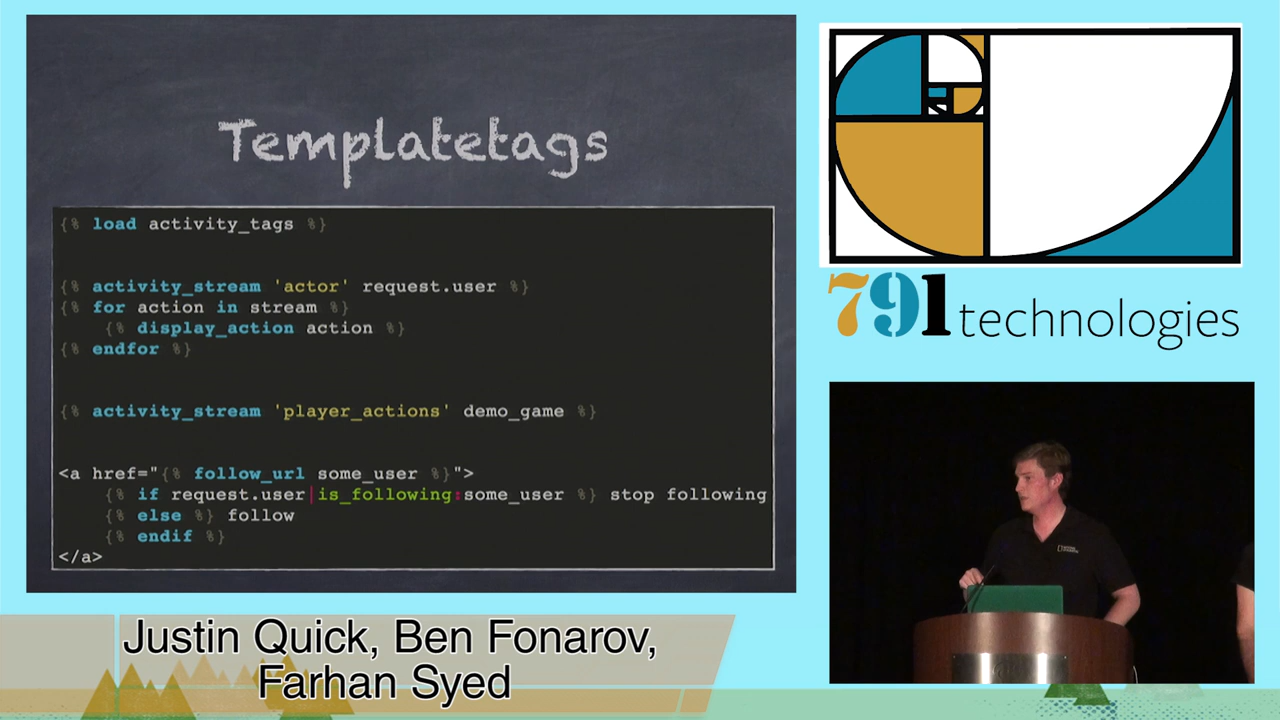 Templatetags
{% load activity_tags %}
{% activity_stream 'actor' request.user %}
{% for action in stream %}
{% display_action action %}
{% endfor %}
{% activity_stream 'player_actions' demo_game %}
<a href="{% follow_url some_user %}">
{% if request.user|is_following:some_user %} stop following
{% else %} follow
{% endif %}
</a>
791 technologies
Justin Quick, Ben Fonarov,
Farhan Syed